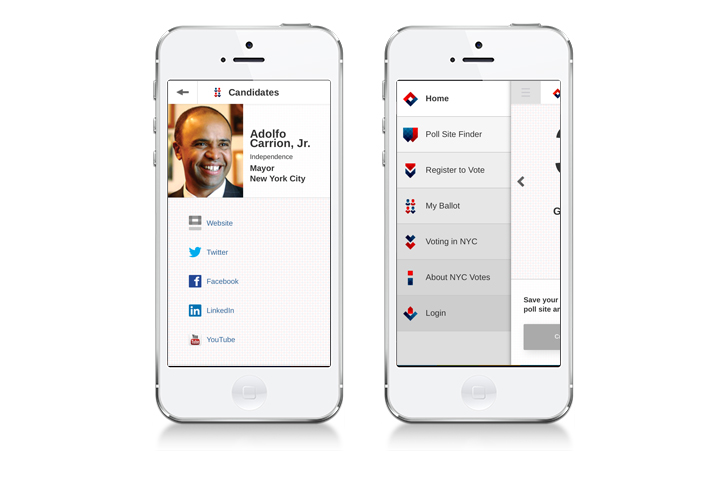 Candidates
Adolfo
Carrion, Jr.
Independence
Mayor
New York City
Website
Twitter
Facebook
LinkedIn
YouTube
Home
Poll Site Finder
Register to Vote
My Ballot
Voting in NYC
About NYC Votes
Login
G
Save your
poll site ar